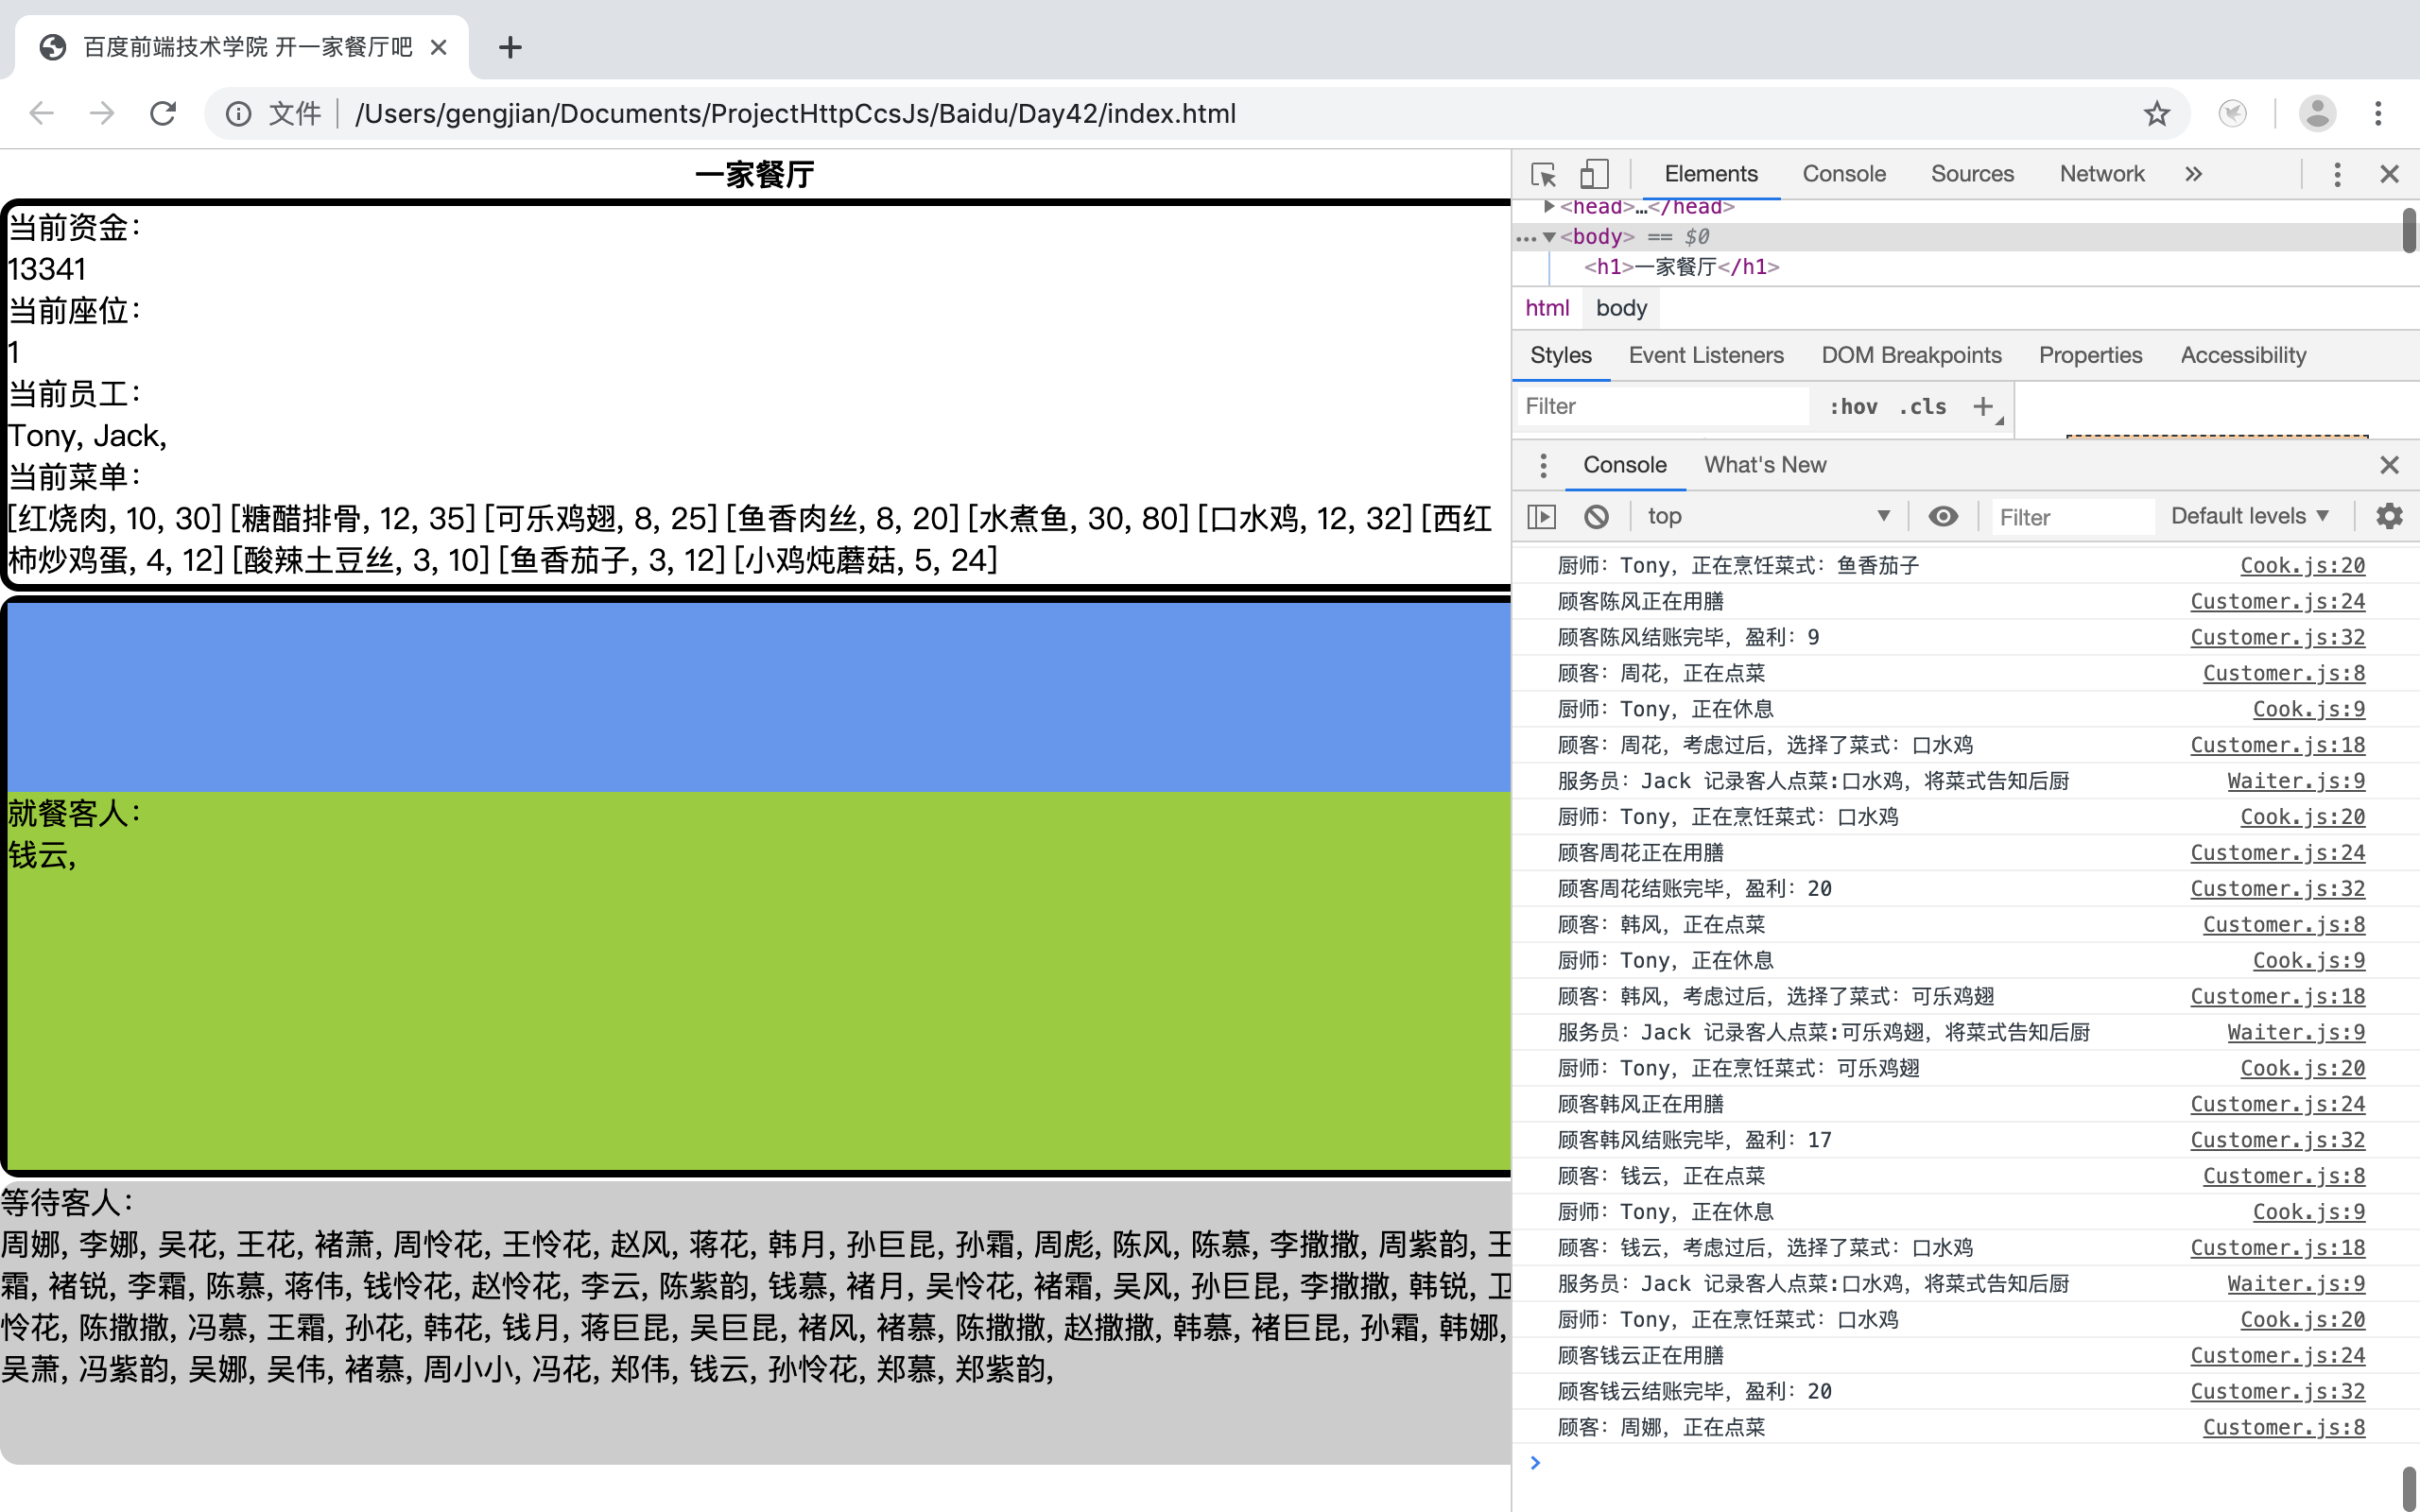 百度前端技术学院 开一家餐厅吧
文件 /Users/gengjian/Documents/ProjectHttpCcsJs/Baidu/Day42/index.html
一家餐厅
当前资金：
13341
当前座位：
1
当前员工：
Tony, Jack,
当前菜单：
[红烧肉, 10, 30] [糖醋排骨, 12, 35] [可乐鸡翅, 8, 25] [鱼香肉丝, 8, 20] [水煮鱼, 30, 80] [口水鸡, 12, 32] [西红
柿炒鸡蛋, 4, 12] [酸辣土豆丝, 3, 10] [鱼香茄子, 3, 12] [小鸡炖蘑菇, 5, 24]
就餐客人：
钱云,
等待客人：
周娜, 李娜, 吴花, 王花, 褚萧, 周怜花, 王怜花, 赵风, 蒋花, 韩月, 孙巨昆, 孙霜, 周彪, 陈风, 陈慕, 李撒撒, 周紫韵, 王
霜, 褚锐, 李霜, 陈慕, 蒋伟, 钱怜花, 赵怜花, 李云, 陈紫韵, 钱慕, 褚月, 吴怜花, 褚霜, 吴风, 孙巨昆, 李撒撒, 韩锐, 卫
怜花, 陈撒撒, 冯慕, 王霜, 孙花, 韩花, 钱月, 蒋巨昆, 吴巨昆, 褚风, 褚慕, 陈撒撒, 赵撒撒, 韩慕, 褚巨昆, 孙霜, 韩娜,
吴萧, 冯紫韵, 吴娜, 吴伟, 褚慕, 周小小, 冯花, 郑伟, 钱云, 孙怜花, 郑慕, 郑紫韵,
Elements Console Sources Network »
<head>…</head>
… <body> == $0
<h1>一家餐厅</h1>
html body
Styles Event Listeners DOM Breakpoints Properties Accessibility
Filter :hov .cls +
Console What's New
top Filter Default levels
厨师：Tony，正在烹饪菜式：鱼香茄子 Cook.js:20
顾客陈风正在用膳 Customer.js:24
顾客陈风结账完毕，盈利：9 Customer.js:32
顾客：周花，正在点菜 Customer.js:8
厨师：Tony，正在休息 Cook.js:9
顾客：周花，考虑过后，选择了菜式：口水鸡 Customer.js:18
服务员：Jack 记录客人点菜:口水鸡，将菜式告知后厨 Waiter.js:9
厨师：Tony，正在烹饪菜式：口水鸡 Cook.js:20
顾客周花正在用膳 Customer.js:24
顾客周花结账完毕，盈利：20 Customer.js:32
顾客：韩风，正在点菜 Customer.js:8
厨师：Tony，正在休息 Cook.js:9
顾客：韩风，考虑过后，选择了菜式：可乐鸡翅 Customer.js:18
服务员：Jack 记录客人点菜:可乐鸡翅，将菜式告知后厨 Waiter.js:9
厨师：Tony，正在烹饪菜式：可乐鸡翅 Cook.js:20
顾客韩风正在用膳 Customer.js:24
顾客韩风结账完毕，盈利：17 Customer.js:32
顾客：钱云，正在点菜 Customer.js:8
厨师：Tony，正在休息 Cook.js:9
顾客：钱云，考虑过后，选择了菜式：口水鸡 Customer.js:18
服务员：Jack 记录客人点菜:口水鸡，将菜式告知后厨 Waiter.js:9
厨师：Tony，正在烹饪菜式：口水鸡 Cook.js:20
顾客钱云正在用膳 Customer.js:24
顾客钱云结账完毕，盈利：20 Customer.js:32
顾客：周娜，正在点菜 Customer.js:8